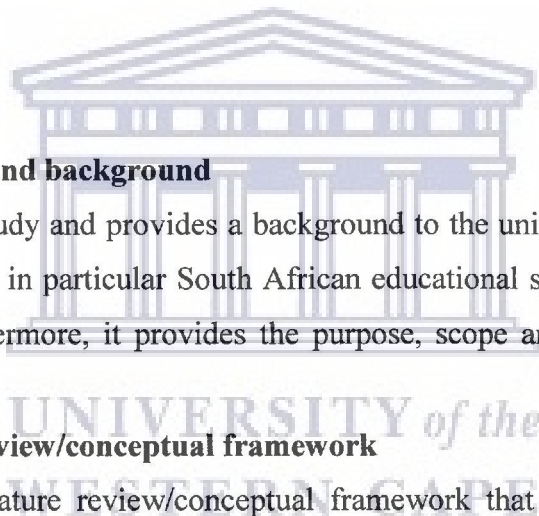 nd background
udy and provides a background to the uni
in particular South African educational s
ermore, it provides the purpose, scope an
UNIVERSITY of the
view/conceptual framework
WESTERN CAPE
ature review/conceptual framework that